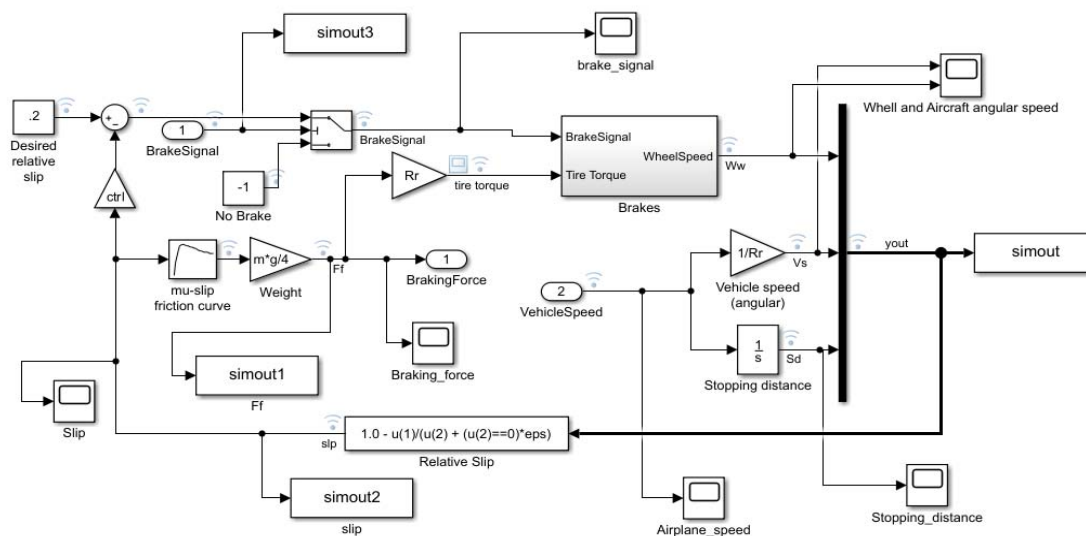 simout3
brake_signal
Whell and Aircraft angular speed
.2
Desired
relative
slip
+
−
1
BrakeSignal
BrakeSignal
-1
No Brake
ctrl
BrakeSignal
WheelSpeed
Tire Torque
Brakes
Ww
Rr
tire torque
mu-slip
friction curve
m*g/4
Weight
Ff
1
BrakingForce
2
VehicleSpeed
1/Rr
Vs
Vehicle speed
(angular)
yout
simout
1
s
Sd
Stopping distance
Braking_force
simout1
Ff
Slip
slp
1.0 - u(1)/(u(2) + (u(2)==0)*eps)
Relative Slip
simout2
slip
Airplane_speed
Stopping_distance